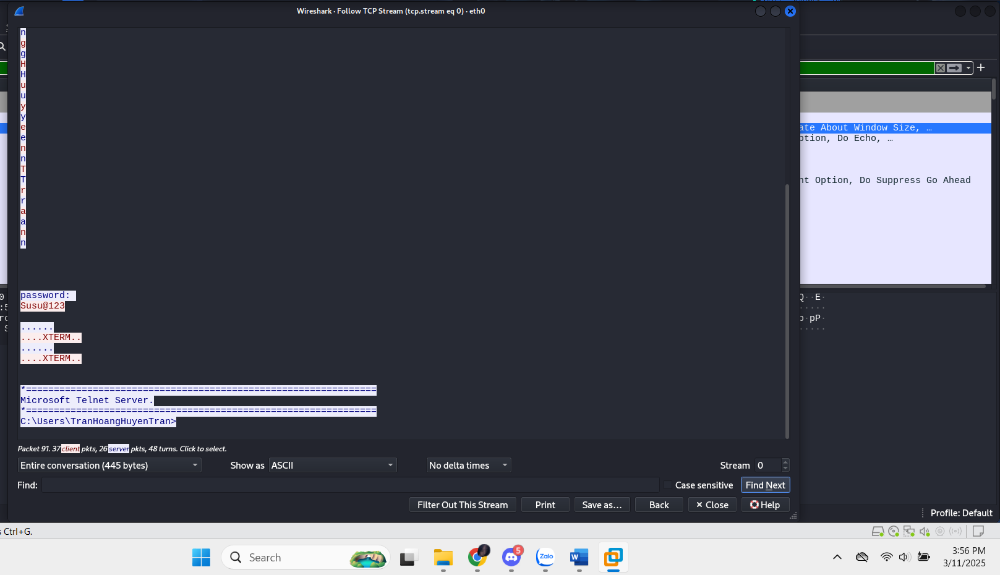 Wireshark · Follow TCP Stream (tcp.stream eq 0) · eth0
n
g
g
H
H
u
u
y
y
e
e
n
n
T
T
r
r
a
a
n
n
password:
Susu@123
......
....XTERM..
......
....XTERM..
*===============================================================
Microsoft Telnet Server.
*===============================================================
C:\Users\TranHoangHuyenTran>
Packet 91. 37 client pkts, 26 server pkts, 48 turns. Click to select.
Entire conversation (445 bytes) Show as ASCII No delta times Stream 0
Find: Case sensitive Find Next
Filter Out This Stream Print Save as… Back × Close Help
ate About Window Size, …
ption, Do Echo, …
nt Option, Do Suppress Go Ahead
Q··E·
·····
p·pP·
·····
Profile: Default
s Ctrl+G.
Search
5
Zalo
W
3:56 PM
3/11/2025